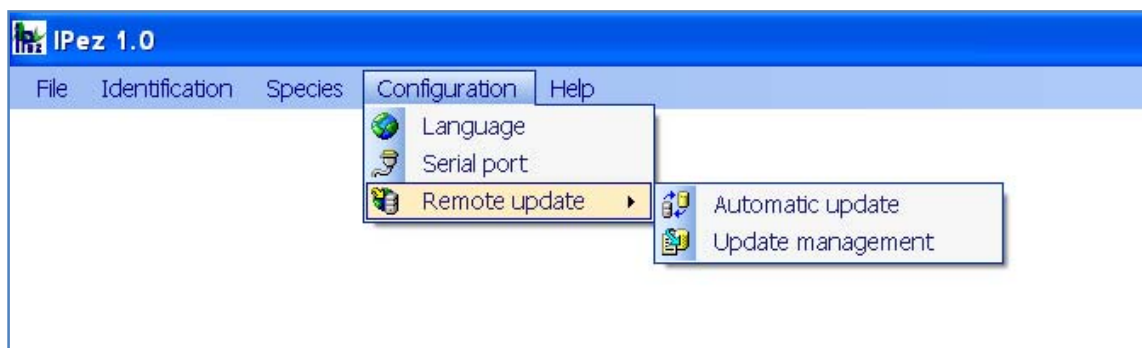 IPez 1.0
File Identification Species Configuration Help
Language
Serial port
Remote update
Automatic update
Update management